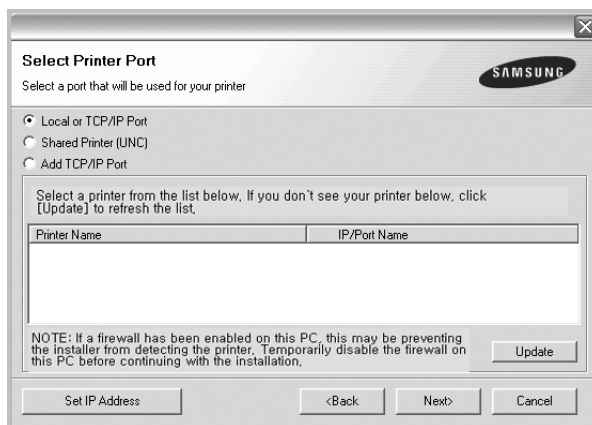 Select Printer Port
Select a port that will be used for your printer
SAMSUNG
Local or TCP/IP Port
Shared Printer (UNC)
Add TCP/IP Port
Select a printer from the list below, If you don't see your printer below, click
[Update] to refresh the list,
Printer Name IP/Port Name
NOTE: If a firewall has been enabled on this PC, this may be preventing
the installer from detecting the printer, Temporarily disable the firewall on
this PC before continuing with the installation,
Update
Set IP Address <Back Next> Cancel